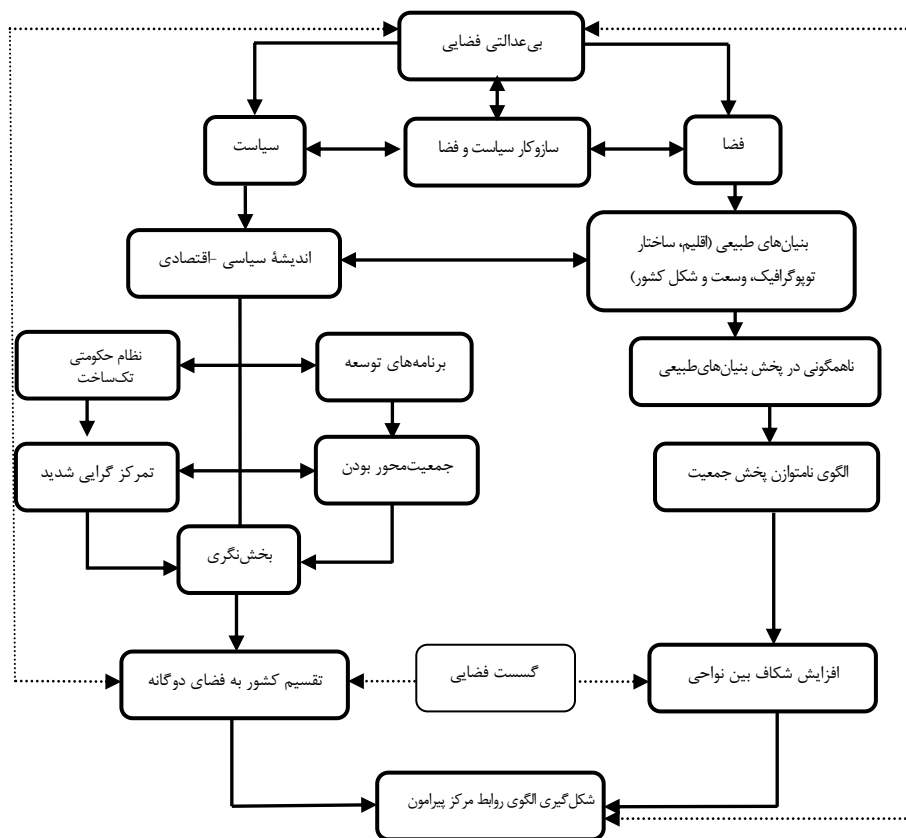 بی‌عدالتی فضایی
فضا
سازوکار سیاست و فضا
سیاست
بنیان‌های طبیعی (اقلیم، ساختار
توپوگرافیک، وسعت و شکل کشور)
اندیشهٔ سیاسی -اقتصادی
ناهمگونی در پخش بنیان‌های‌طبیعی
برنامه‌های توسعه
نظام حکومتی
تک‌ساخت
الگوی نامتوازن پخش جمعیت
جمعیت‌محور بودن
تمرکز گرایی شدید
بخش‌نگری
افزایش شکاف بین نواحی
گسست فضایی
تقسیم کشور به فضای دوگانه
شکل‌گیری الگوی روابط مرکز پیرامون